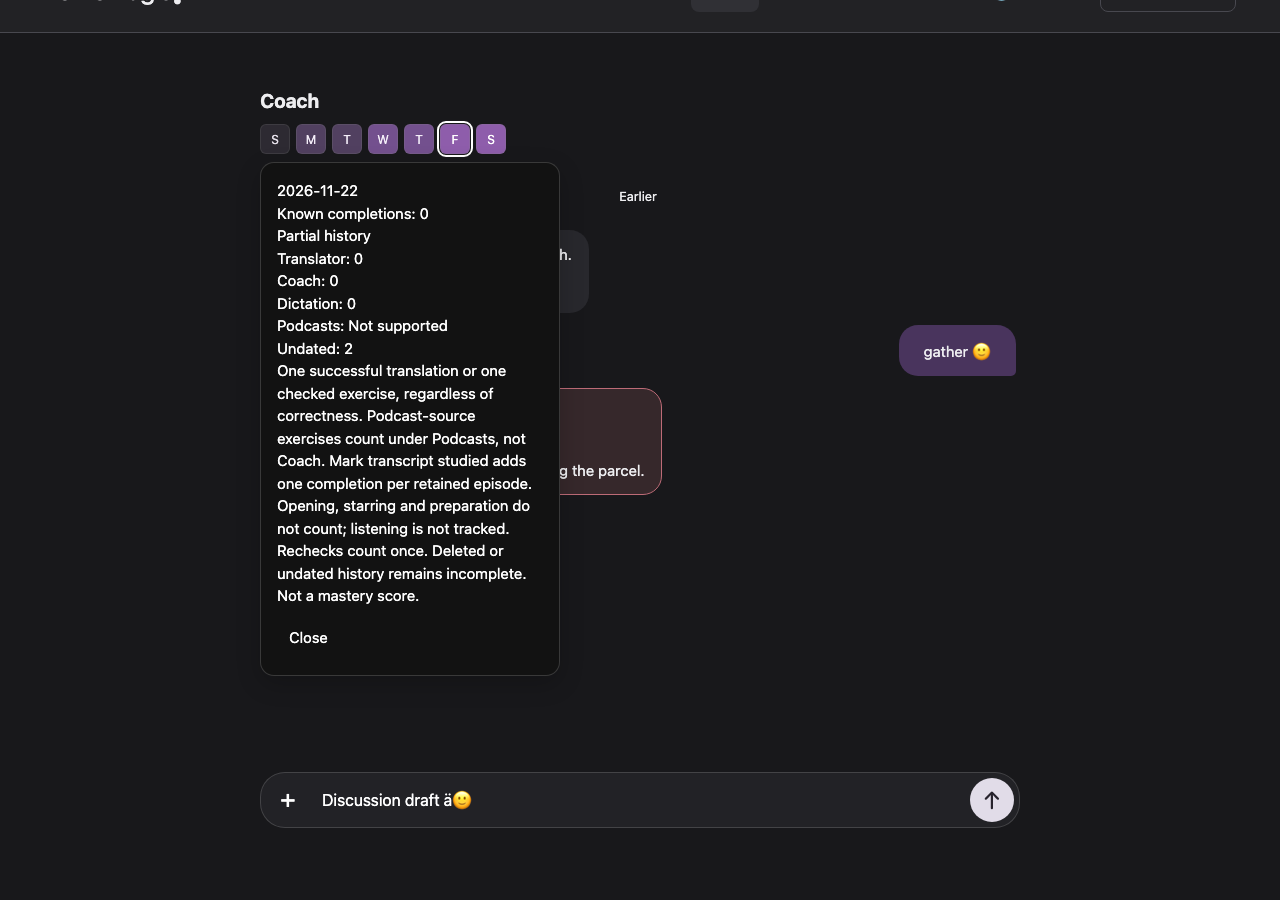 Coach
S M T W T F S
2026-11-22
Known completions: 0
Partial history
Translator: 0
Coach: 0
Dictation: 0
Podcasts: Not supported
Undated: 2
One successful translation or one
checked exercise, regardless of
correctness. Podcast-source
exercises count under Podcasts, not
Coach. Mark transcript studied adds
one completion per retained episode.
Opening, starring and preparation do
not count; listening is not tracked.
Rechecks count once. Deleted or
undated history remains incomplete.
Not a mastery score.
Close
Earlier
h.
gather 🙂
g the parcel.
Discussion draft ä🙂